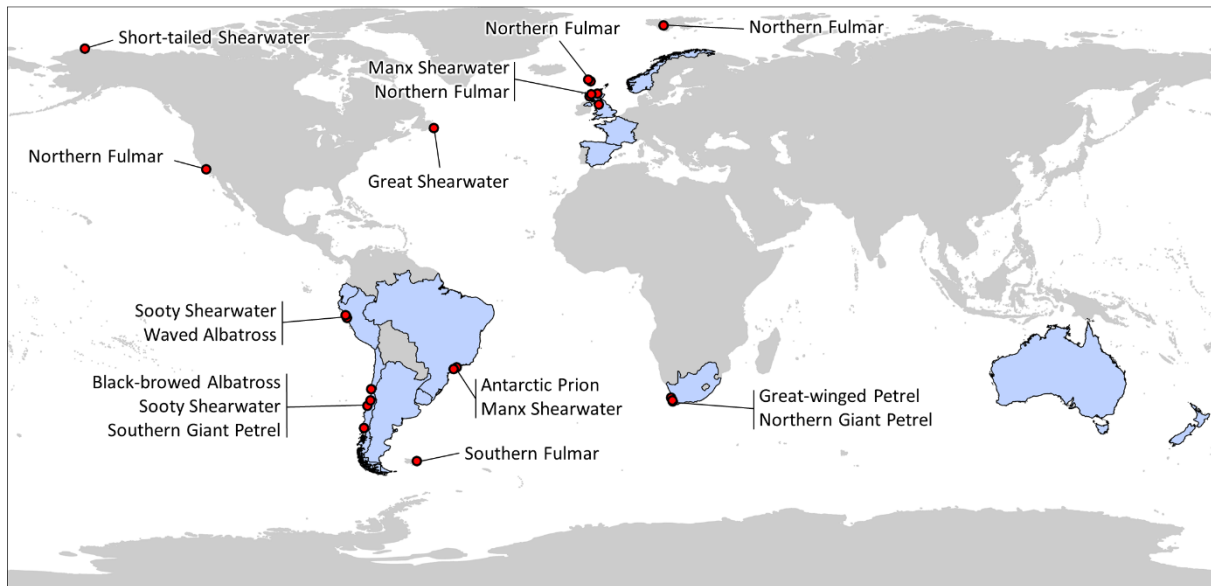 Short-tailed Shearwater
Northern Fulmar
Northern Fulmar
Manx Shearwater
Northern Fulmar
Great Shearwater
Northern Fulmar
Sooty Shearwater
Waved Albatross
Black-browed Albatross
Sooty Shearwater
Southern Giant Petrel
Antarctic Prion
Manx Shearwater
Great-winged Petrel
Northern Giant Petrel
Southern Fulmar